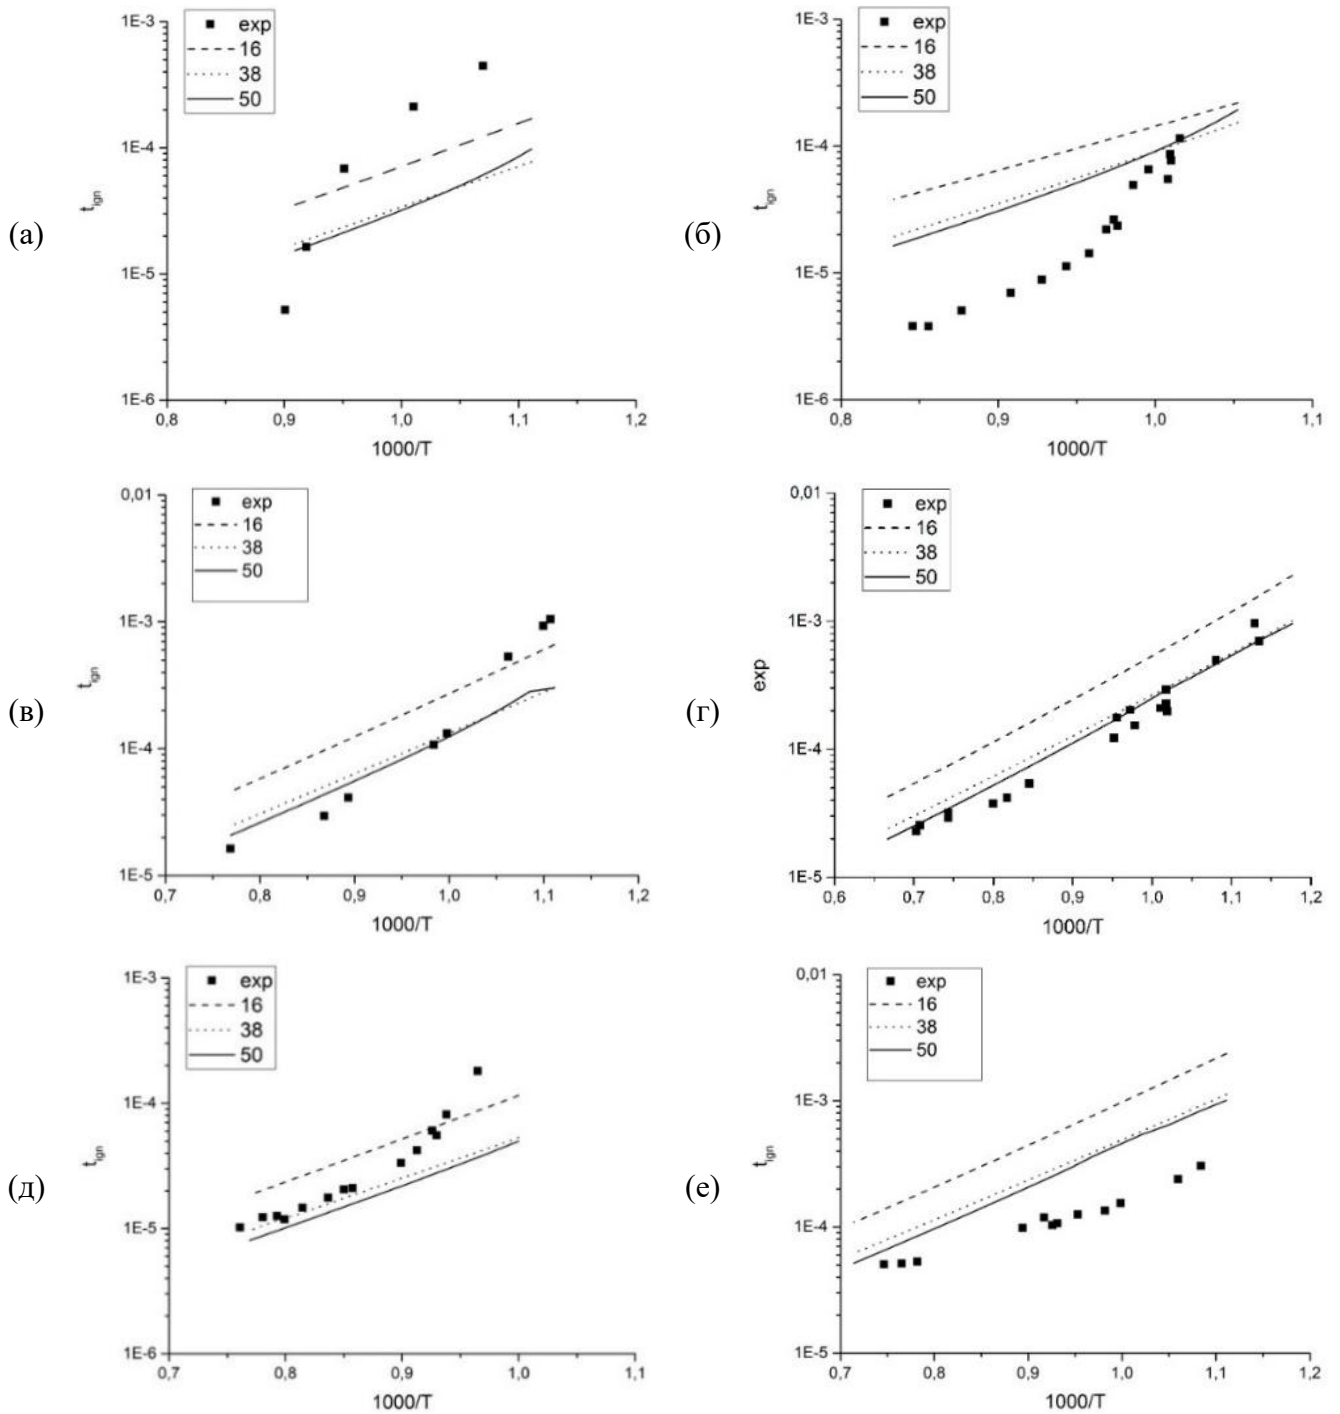 (а)
t_ign
1E-3
1E-4
1E-5
1E-6
exp
16
38
50
0,8 0,9 1,0 1,1 1,2
1000/T
(б)
t_ign
1E-3
1E-4
1E-5
1E-6
exp
16
38
50
0,8 0,9 1,0 1,1
1000/T
(в)
t_ign
0,01
1E-3
1E-4
1E-5
exp
16
38
50
0,7 0,8 0,9 1,0 1,1 1,2
1000/T
(г)
exp
0,01
1E-3
1E-4
1E-5
exp
16
38
50
0,6 0,7 0,8 0,9 1,0 1,1 1,2
1000/T
(д)
t_ign
1E-3
1E-4
1E-5
1E-6
exp
16
38
50
0,7 0,8 0,9 1,0 1,1
1000/T
(е)
t_ign
0,01
1E-3
1E-4
1E-5
exp
16
38
50
0,7 0,8 0,9 1,0 1,1 1,2
1000/T